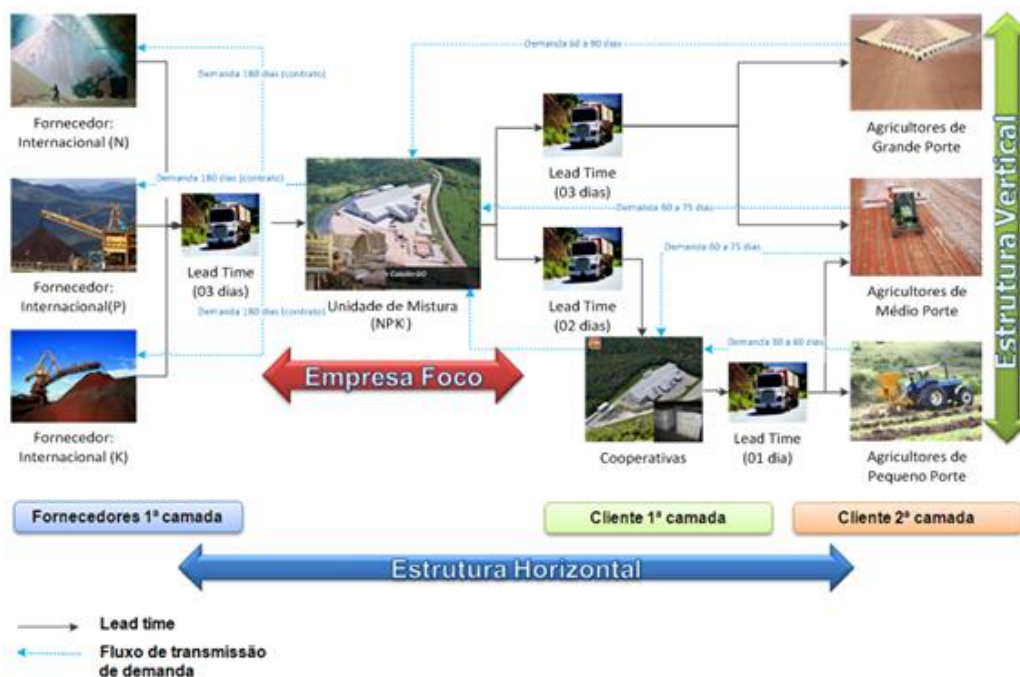 Demanda 60 a 90 dias
Demanda 180 dias (contrato)
Fornecedor:
Internacional (N)
Lead Time
(03 dias)
Agricultores de
Grande Porte
Demanda 180 dias (contrato)
Lead Time
(03 dias)
Demanda 60 a 75 dias
Demanda 60 a 75 dias
Fornecedor:
Internacional(P)
Unidade de Mistura
(NPK)
Lead Time
(02 dias)
Agricultores de
Médio Porte
Demanda 180 dias (contrato)
Empresa Foco
Fornecedor:
Internacional (K)
Cooperativas
Lead Time
(01 dia)
Agricultores de
Pequeno Porte
Estrutura Vertical
Fornecedores 1ª camada
Cliente 1ª camada
Cliente 2ª camada
Estrutura Horizontal
Lead time
Fluxo de transmissão
de demanda